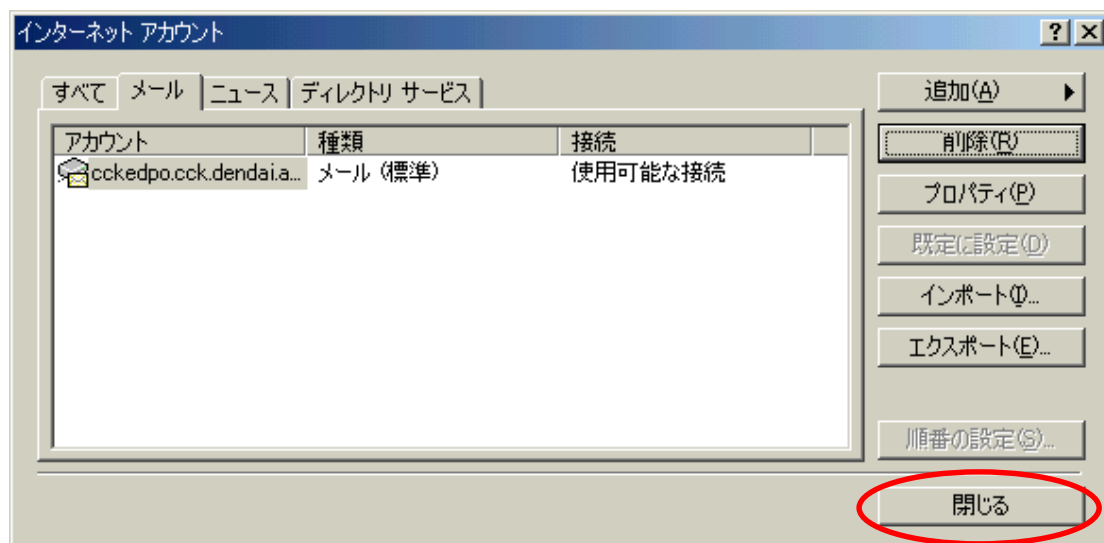 インターネット アカウント
すべて メール ニュース ディレクトリ サービス
アカウント 種類 接続
cckedpo.cck.dendai.a... メール (標準) 使用可能な接続
追加(A)
削除(R)
プロパティ(P)
既定に設定(D)
インポート(I)...
エクスポート(E)...
順番の設定(S)...
閉じる